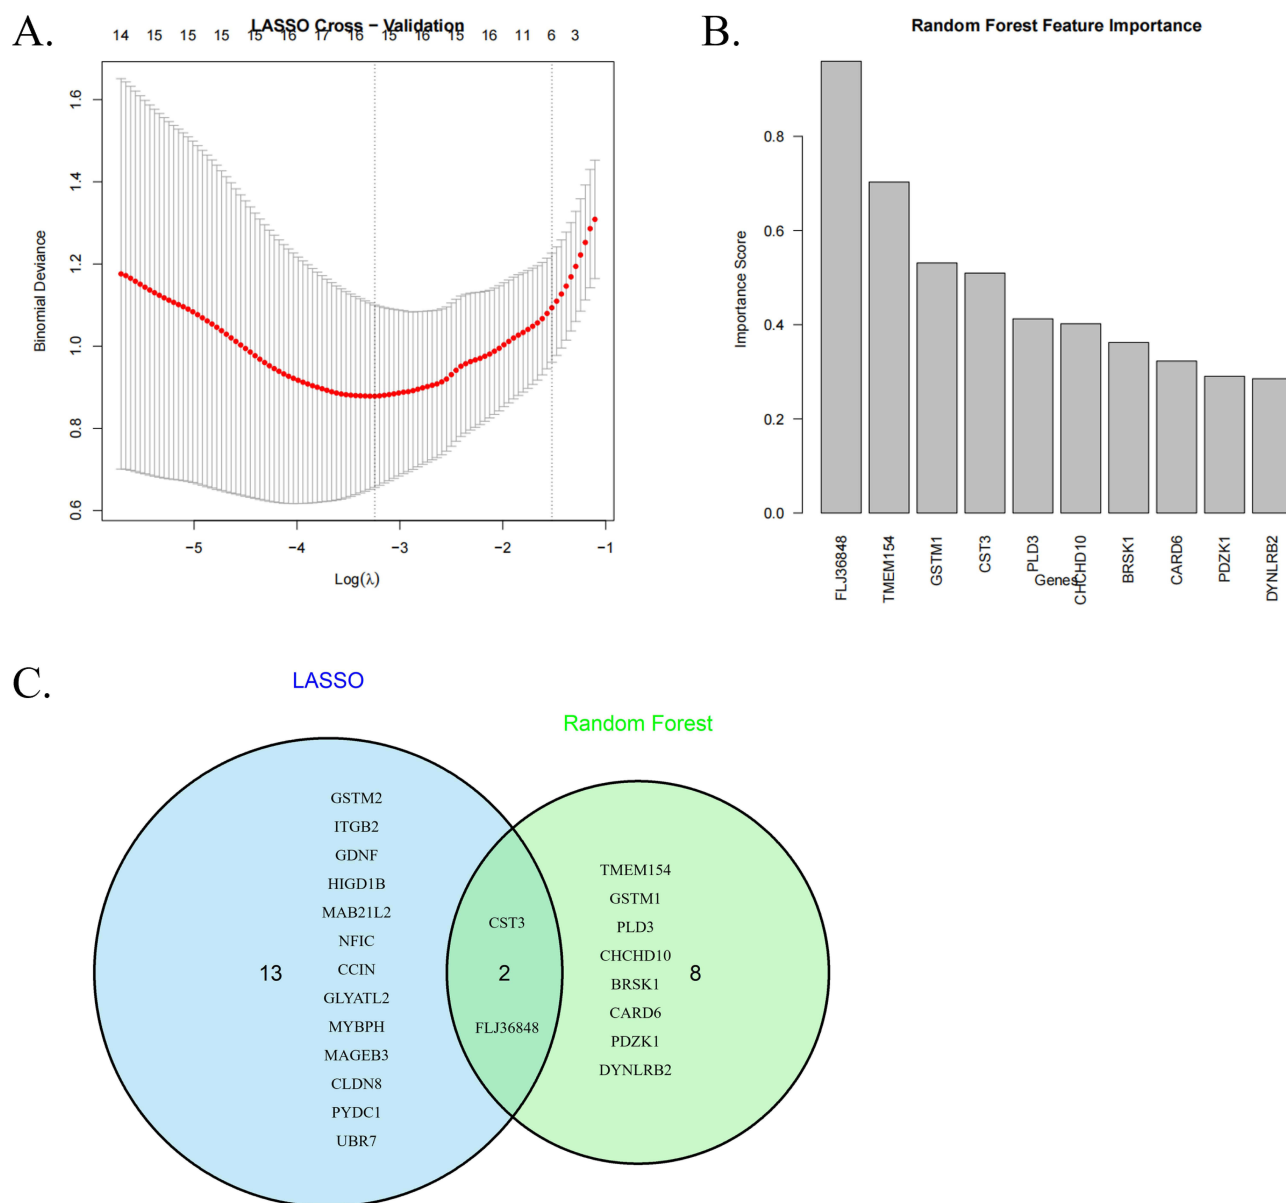 A.
LASSO Cross − Validation
14 15 15 15 15 16 17 16 15 16 15 16 11 6 3
Binomial Deviance
1.6
1.4
1.2
1.0
0.8
0.6
−5 −4 −3 −2 −1
Log(λ)
B.
Random Forest Feature Importance
Importance Score
0.8
0.6
0.4
0.2
0.0
FLJ36848
TMEM154
GSTM1
CST3
PLD3
CHCHD10
BRSK1
CARD6
PDZK1
DYNLRB2
Genes
C.
LASSO
Random Forest
GSTM2
ITGB2
GDNF
HIGD1B
MAB21L2
NFIC
CCIN
GLYATL2
MYBPH
MAGEB3
CLDN8
PYDC1
UBR7
13
CST3
2
FLJ36848
TMEM154
GSTM1
PLD3
CHCHD10
BRSK1
CARD6
PDZK1
DYNLRB2
8